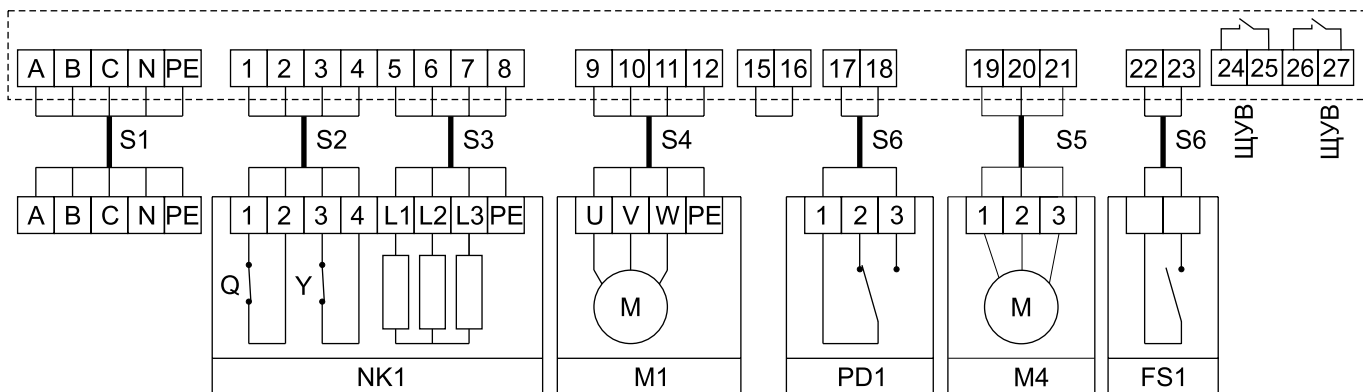 A B C N PE 1 2 3 4 5 6 7 8 9 10 11 12 15 16 17 18 19 20 21 22 23 24 25 26 27
S1 S2 S3 S4 S6 S5 S6 ЩУВ ЩУВ
A B C N PE 1 2 3 4 L1 L2 L3 PE U V W PE 1 2 3 1 2 3
Q Y M M
NK1 M1 PD1 M4 FS1